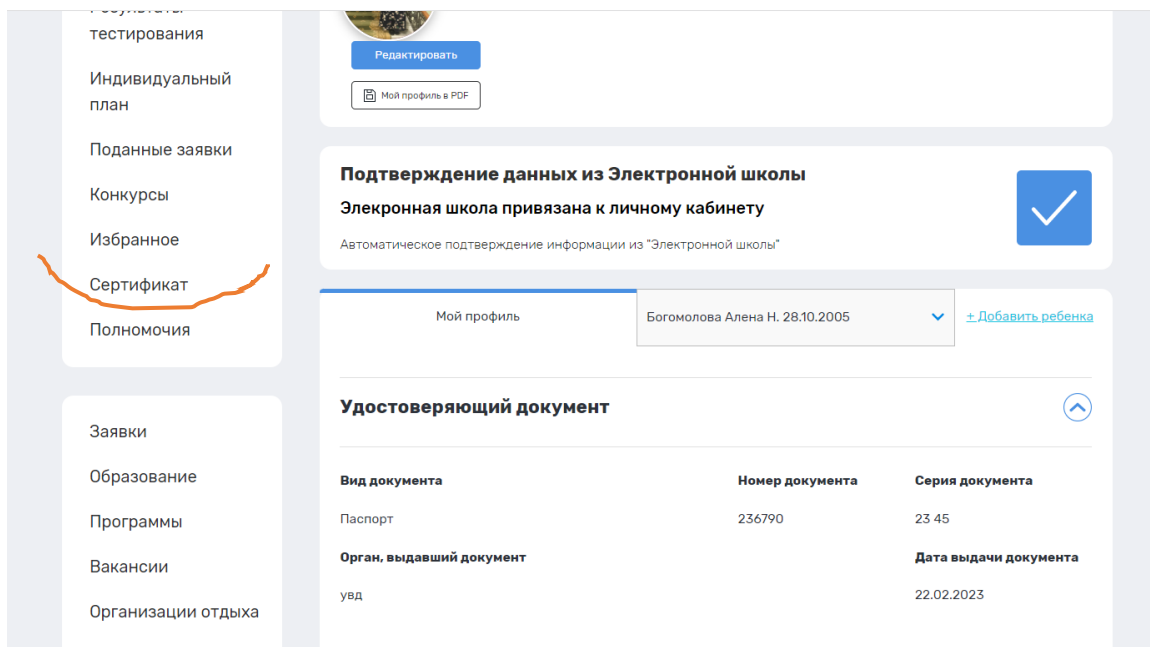 Результаты
тестирования
Индивидуальный
план
Поданные заявки
Конкурсы
Избранное
Сертификат
Полномочия
Заявки
Образование
Программы
Вакансии
Организации отдыха
Редактировать
Мой профиль в PDF
Подтверждение данных из Электронной школы
Элекронная школа привязана к личному кабинету
Автоматическое подтверждение информации из "Электронной школы"
Мой профиль
Богомолова Алена Н. 28.10.2005
+ Добавить ребенка
Удостоверяющий документ
Вид документа Номер документа Серия документа
Паспорт 236790 23 45
Орган, выдавший документ Дата выдачи документа
увд 22.02.2023